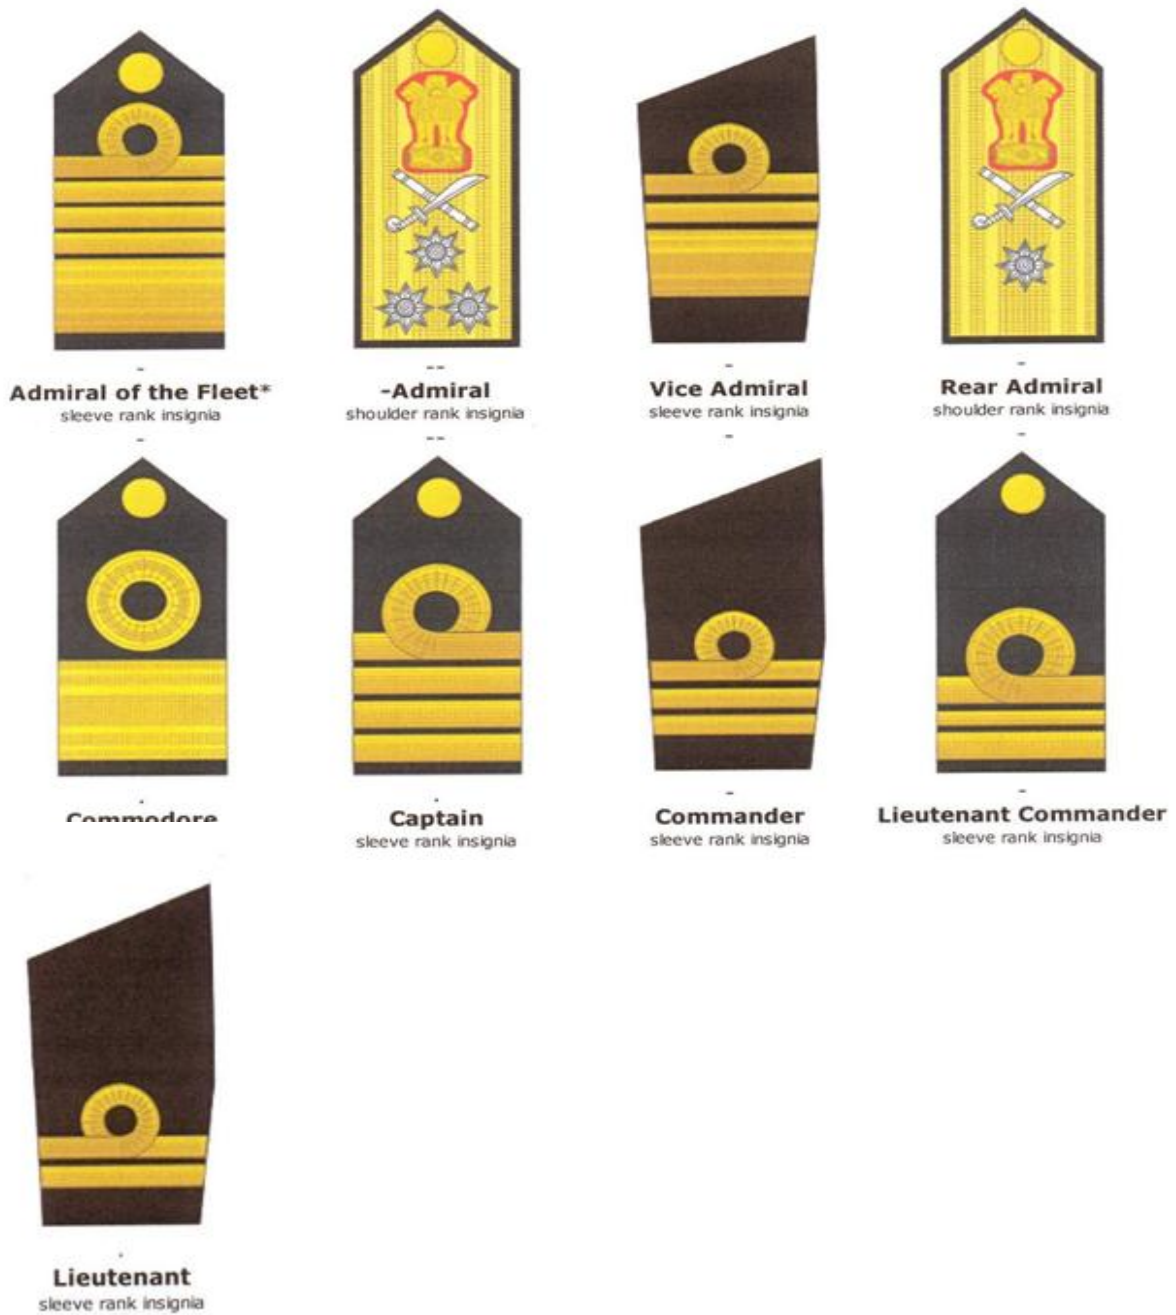 -
Admiral of the Fleet*
sleeve rank insignia
-
--
-Admiral
shoulder rank insignia
--
-
Vice Admiral
sleeve rank insignia
-
-
Rear Admiral
shoulder rank insignia
-
.
Commodore
.
Captain
sleeve rank insignia
-
Commander
sleeve rank insignia
-
Lieutenant Commander
sleeve rank insignia
.
Lieutenant
sleeve rank insignia